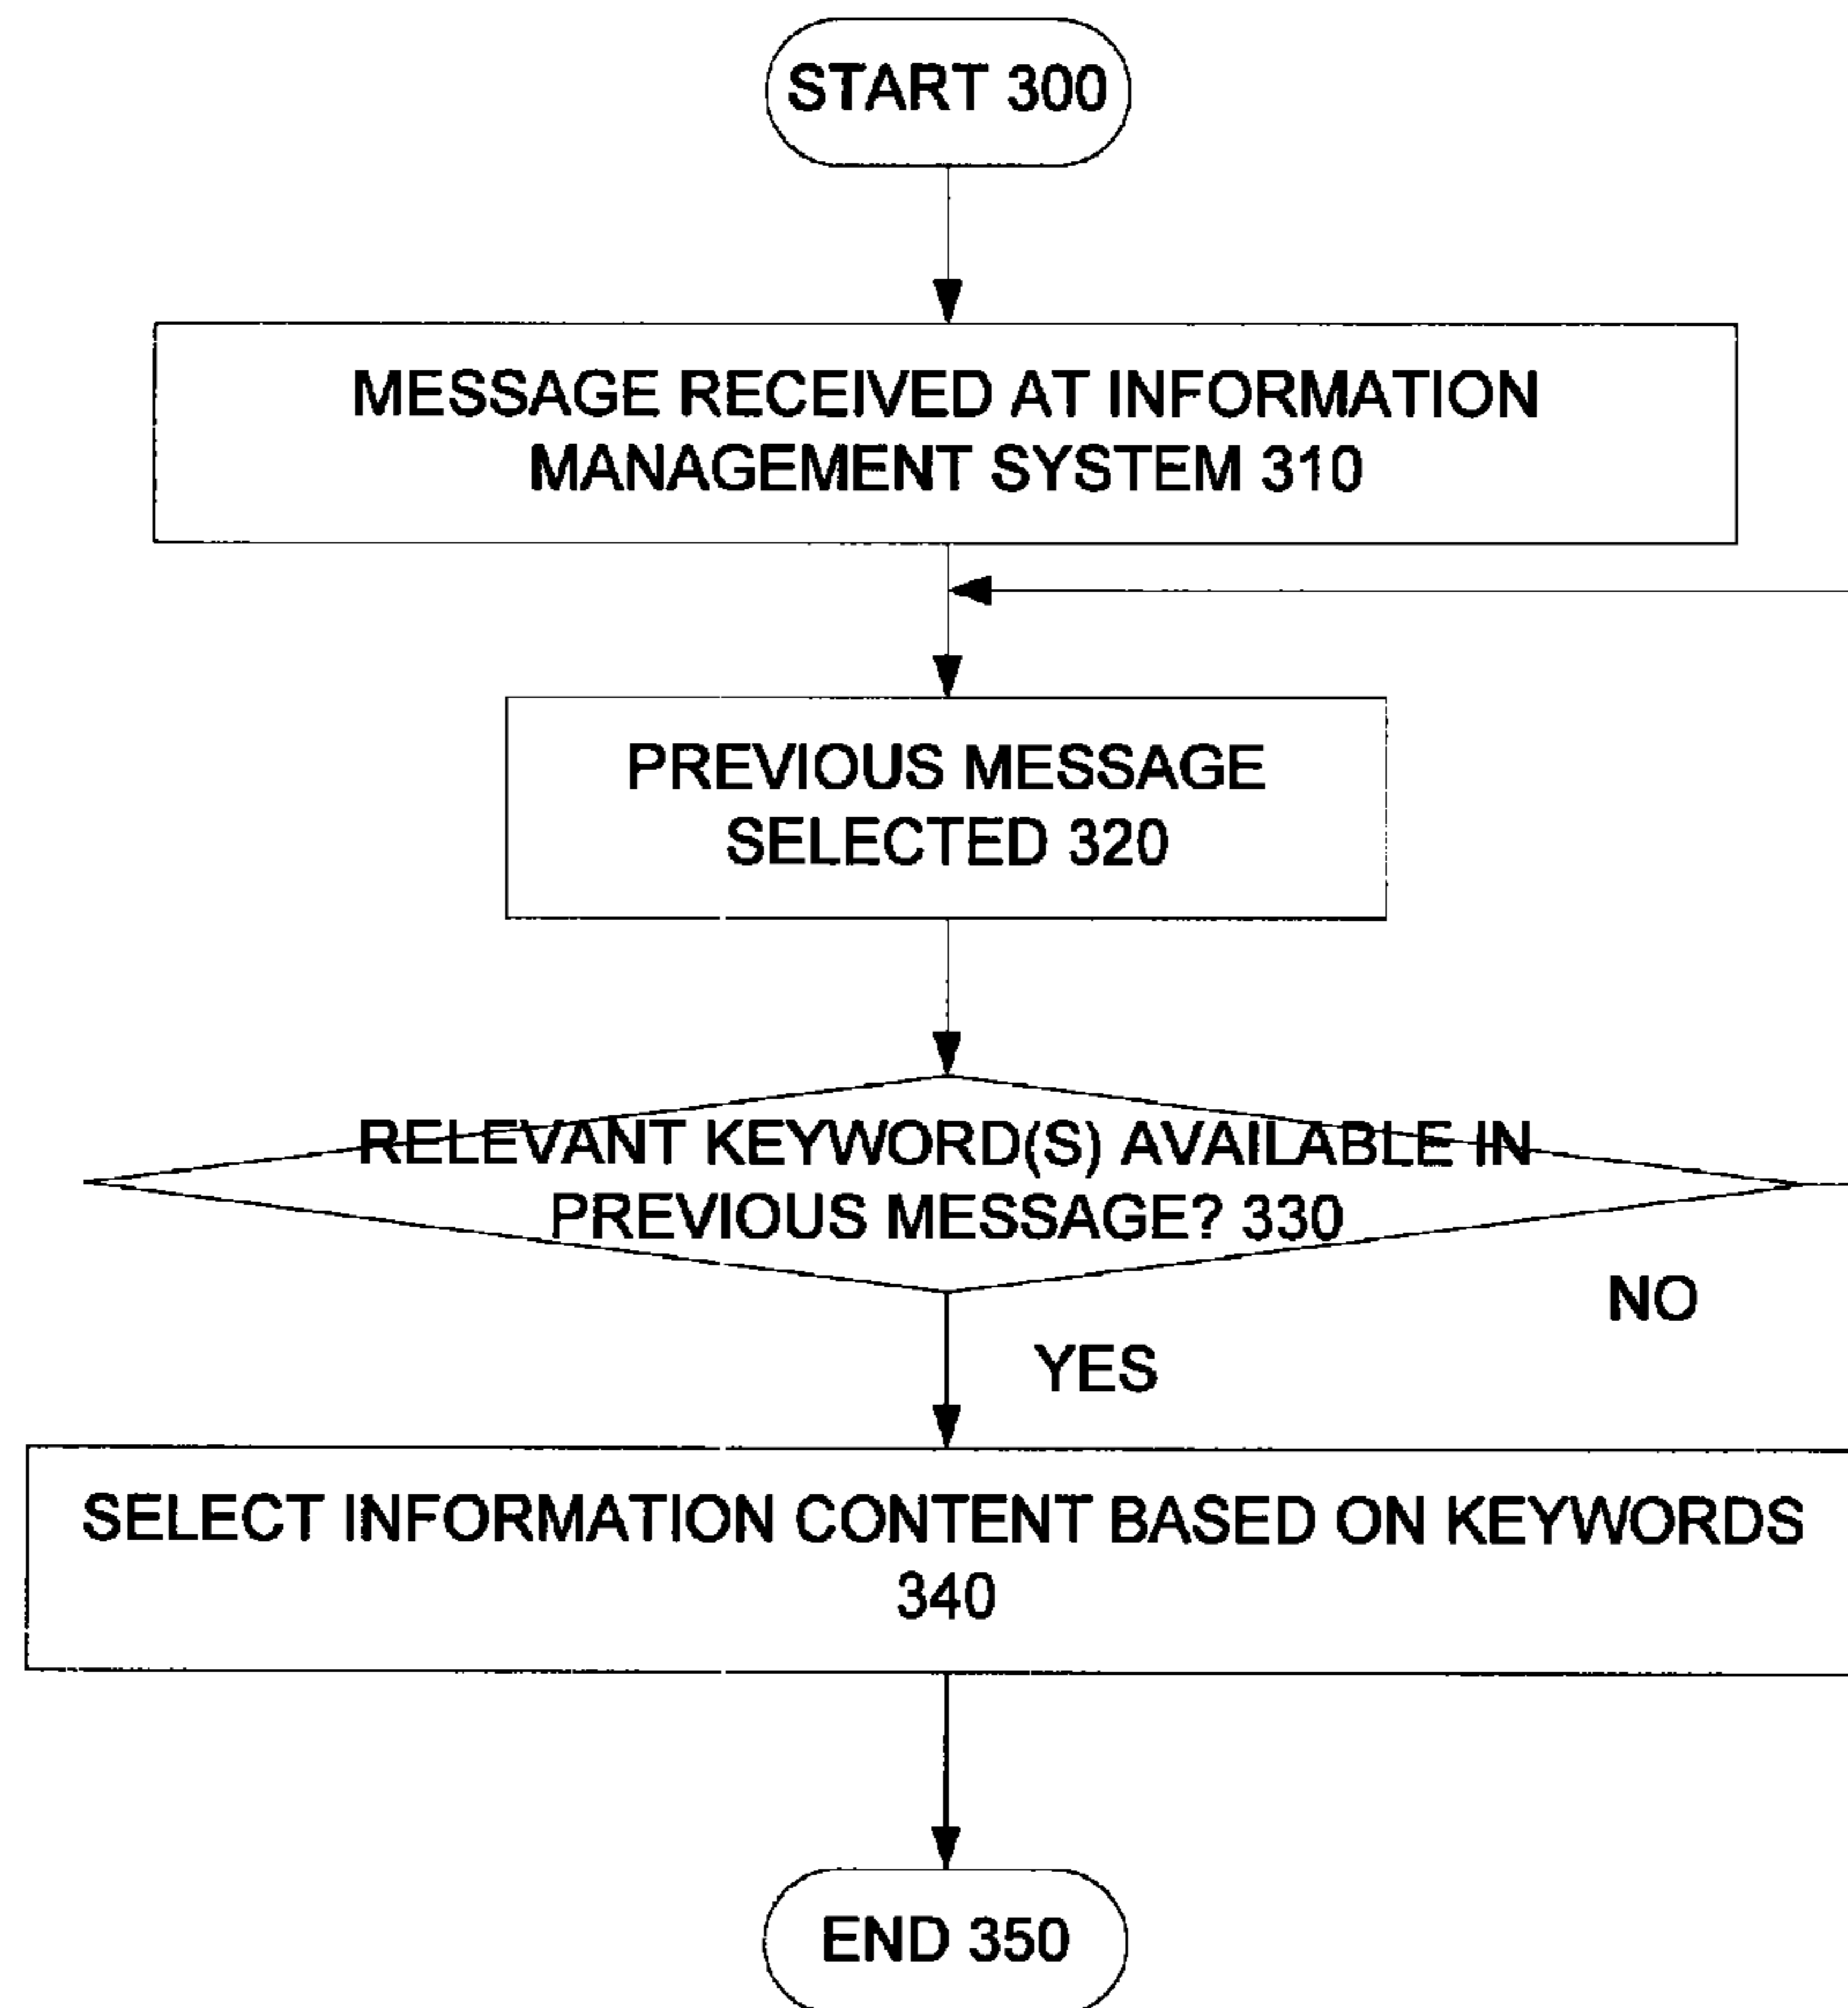 START 300
MESSAGE RECEIVED AT INFORMATION
MANAGEMENT SYSTEM 310
PREVIOUS MESSAGE
SELECTED 320
RELEVANT KEYWORD(S) AVAILABLE IN
PREVIOUS MESSAGE? 330
NO
YES
SELECT INFORMATION CONTENT BASED ON KEYWORDS
340
END 350